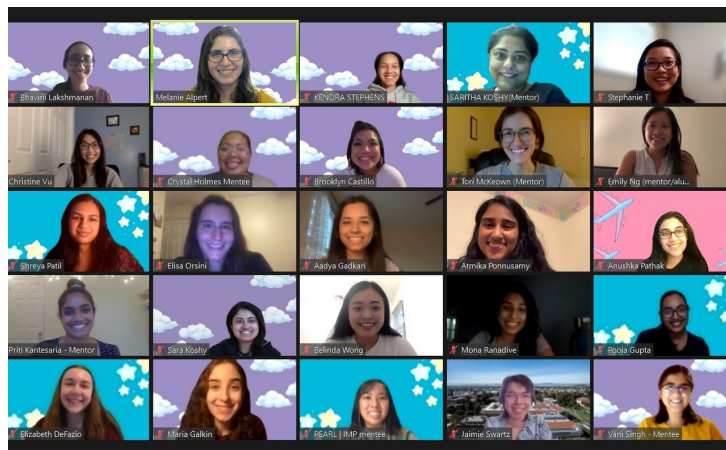 Bhavini Lakshmanan
Melanie Alpert
KENDRA STEPHENS
SARITHA KOSHY(Mentor)
Stephanie T
Christine Vu
Crystal Holmes Mentee
Brooklyn Castillo
Tori McKeown (Mentor)
Emily Ng (mentor/alu...
Shreya Patil
Elisa Orsini
Aadya Gadkari
Atmika Ponnusamy
Anushka Pathak
Priti Kantesaria - Mentor
Sara Koshy
Belinda Wong
Mona Ranadive
Pooja Gupta
Elizabeth DeFazio
Maria Galkin
PEARL | IMP mentee
Jaimie Swartz
Vani Singh - Mentee